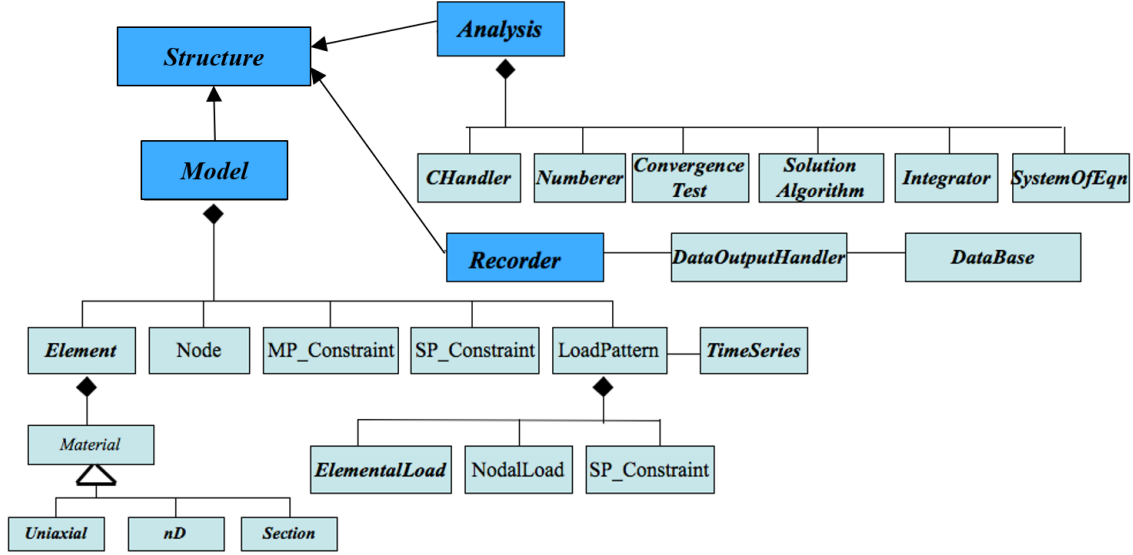 Analysis
Structure
Model
CHandler
Numberer
Convergence
Test
Solution
Algorithm
Integrator
SystemOfEqn
Recorder
DataOutputHandler
DataBase
Element
Node
MP_Constraint
SP_Constraint
LoadPattern
TimeSeries
Material
ElementalLoad
NodalLoad
SP_Constraint
Uniaxial
nD
Section